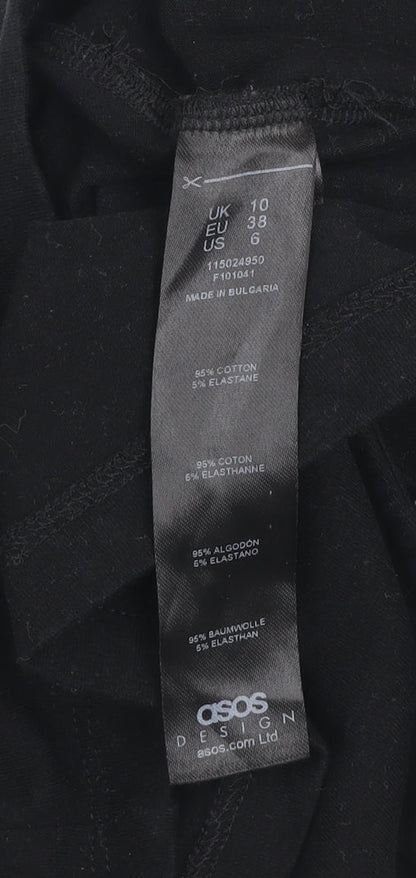 UK 10
EU 38
US 6
115024950
F101041
MADE IN BULGARIA
95% COTTON
5% ELASTANE
95% COTON
5% ELASTHANNE
95% ALGODÓN
5% ELASTANO
95% BAUMWOLLE
5% ELASTHAN
asos
DESIGN
asos.com Ltd